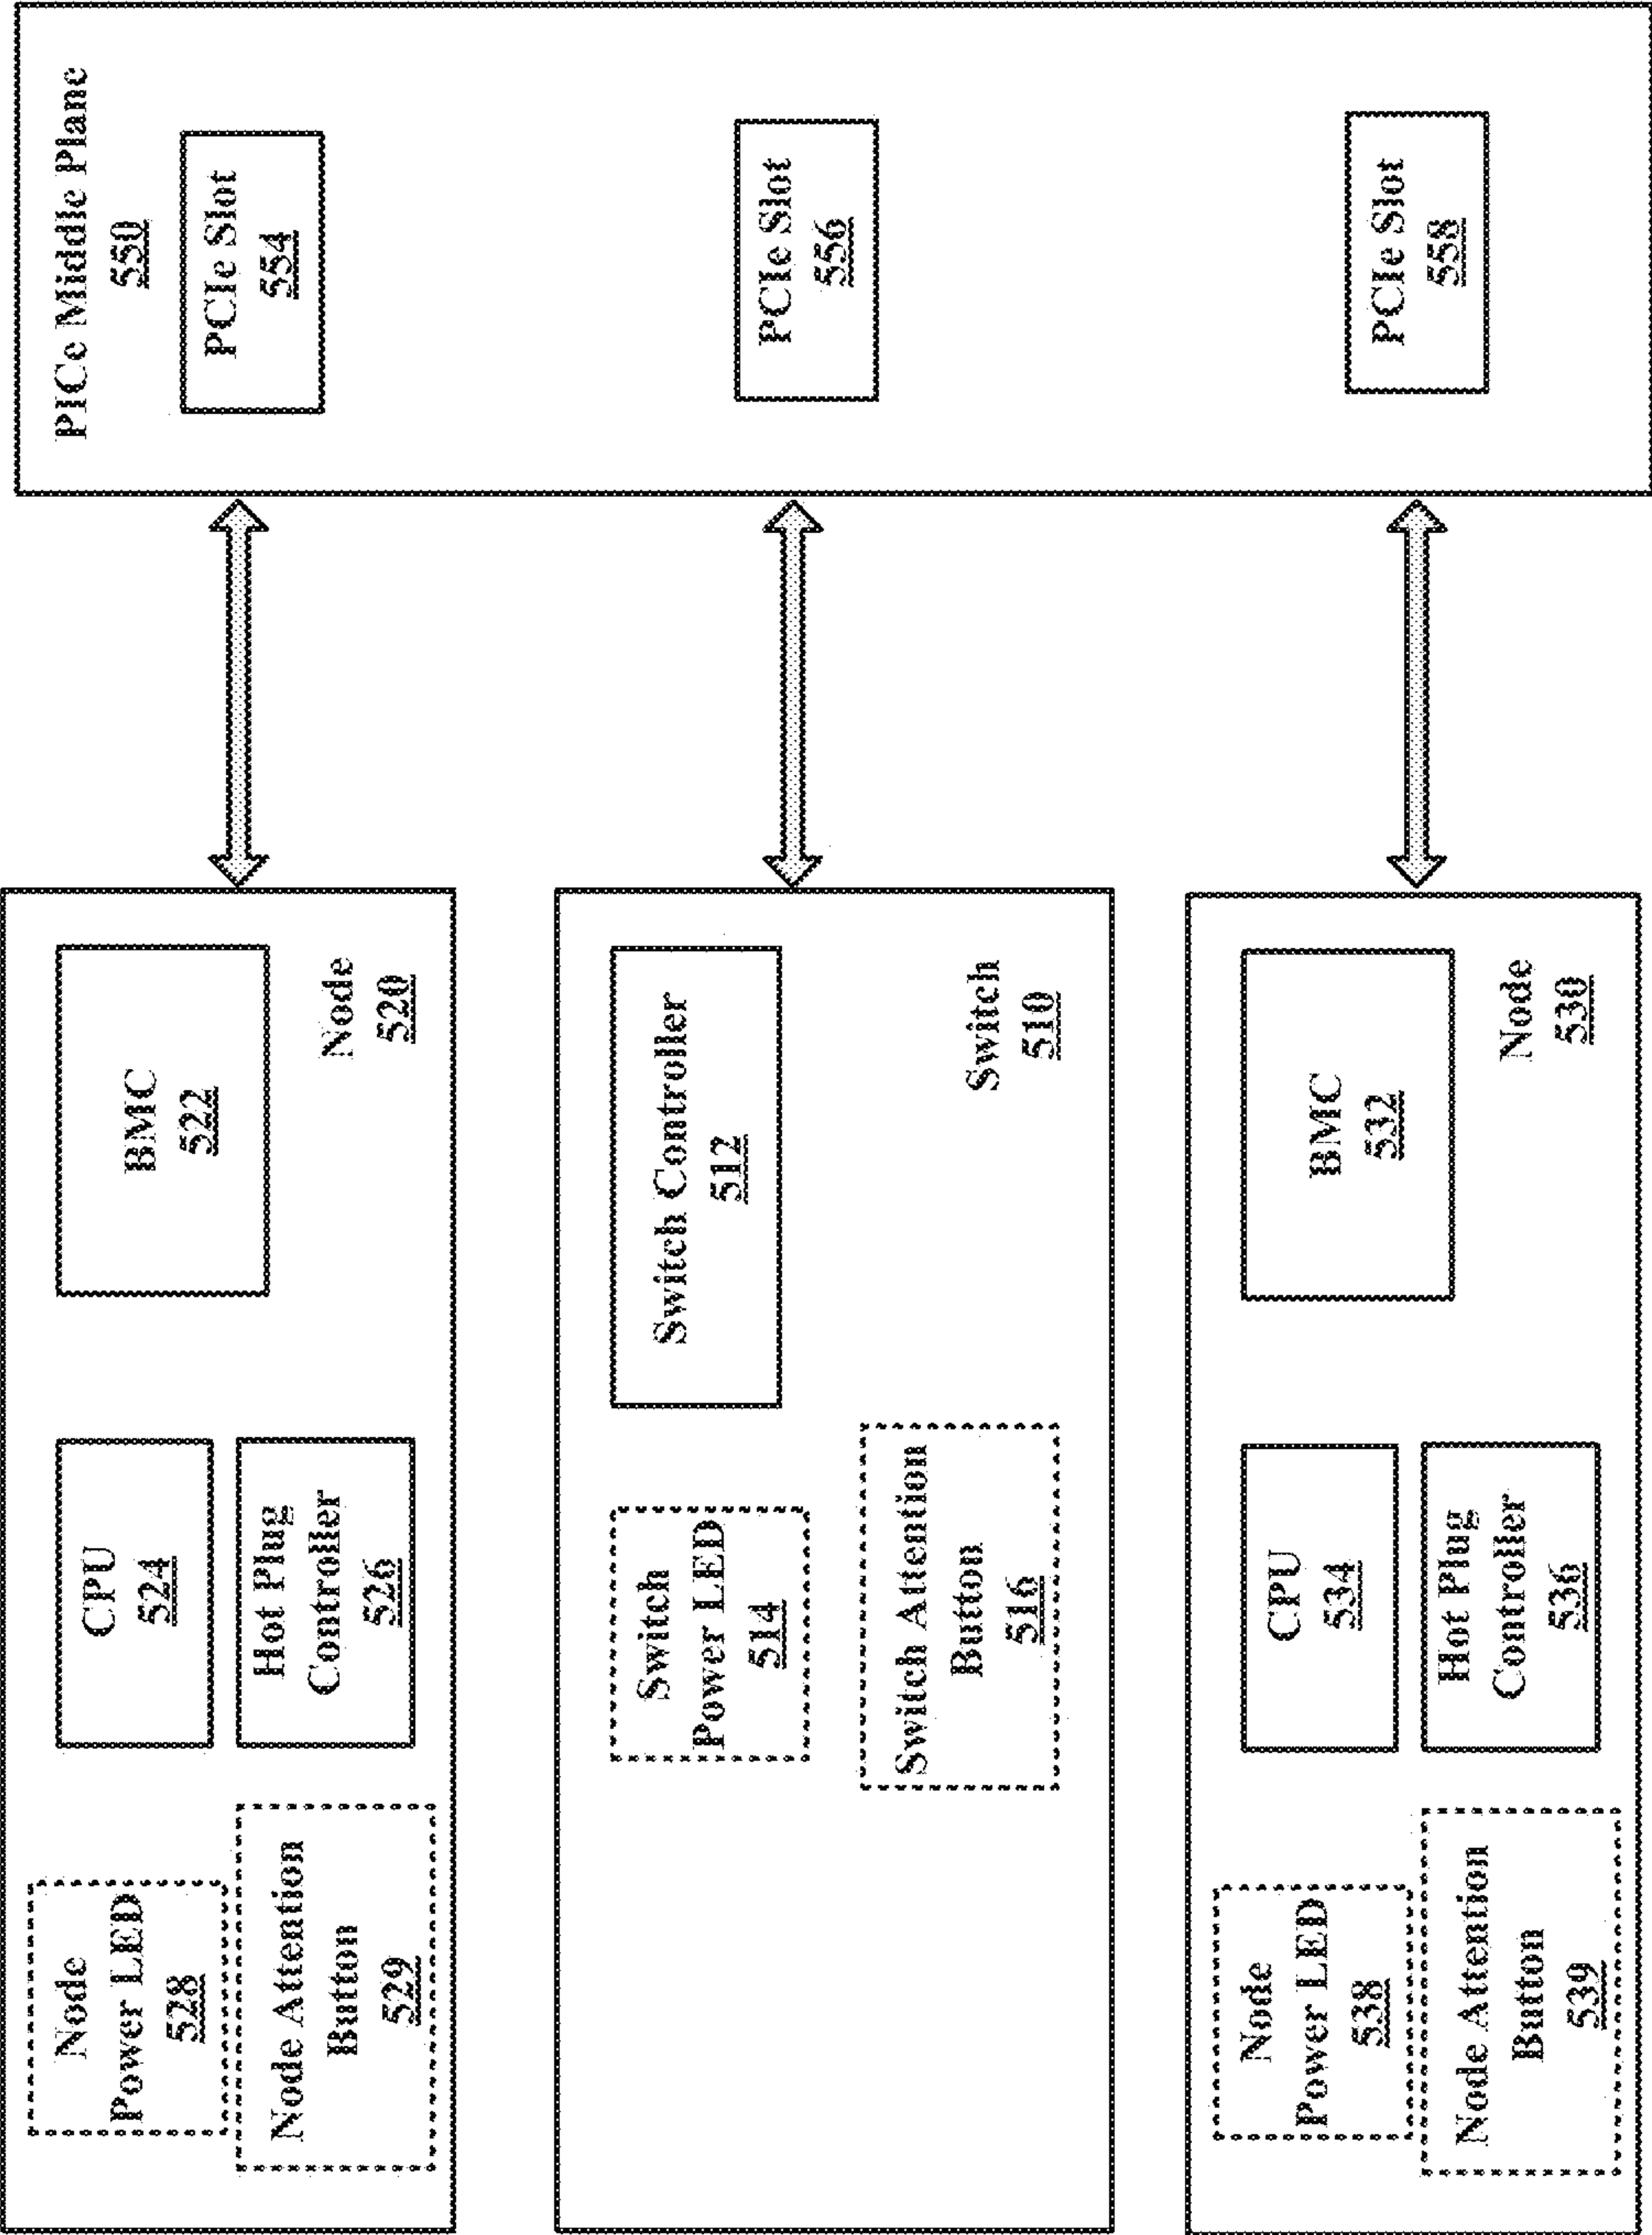 Node
Power LED
528
Node Attention
Button
529
CPU
524
Hot Plug
Controller
526
BMC
522
Node
520
Switch
Power LED
514
Switch Attention
Button
516
Switch Controller
512
Switch
510
Node
Power LED
538
Node Attention
Button
539
CPU
534
Hot Plug
Controller
536
BMC
532
Node
530
PICe Middle Plane
550
PCIe Slot
554
PCIe Slot
556
PCIe Slot
558